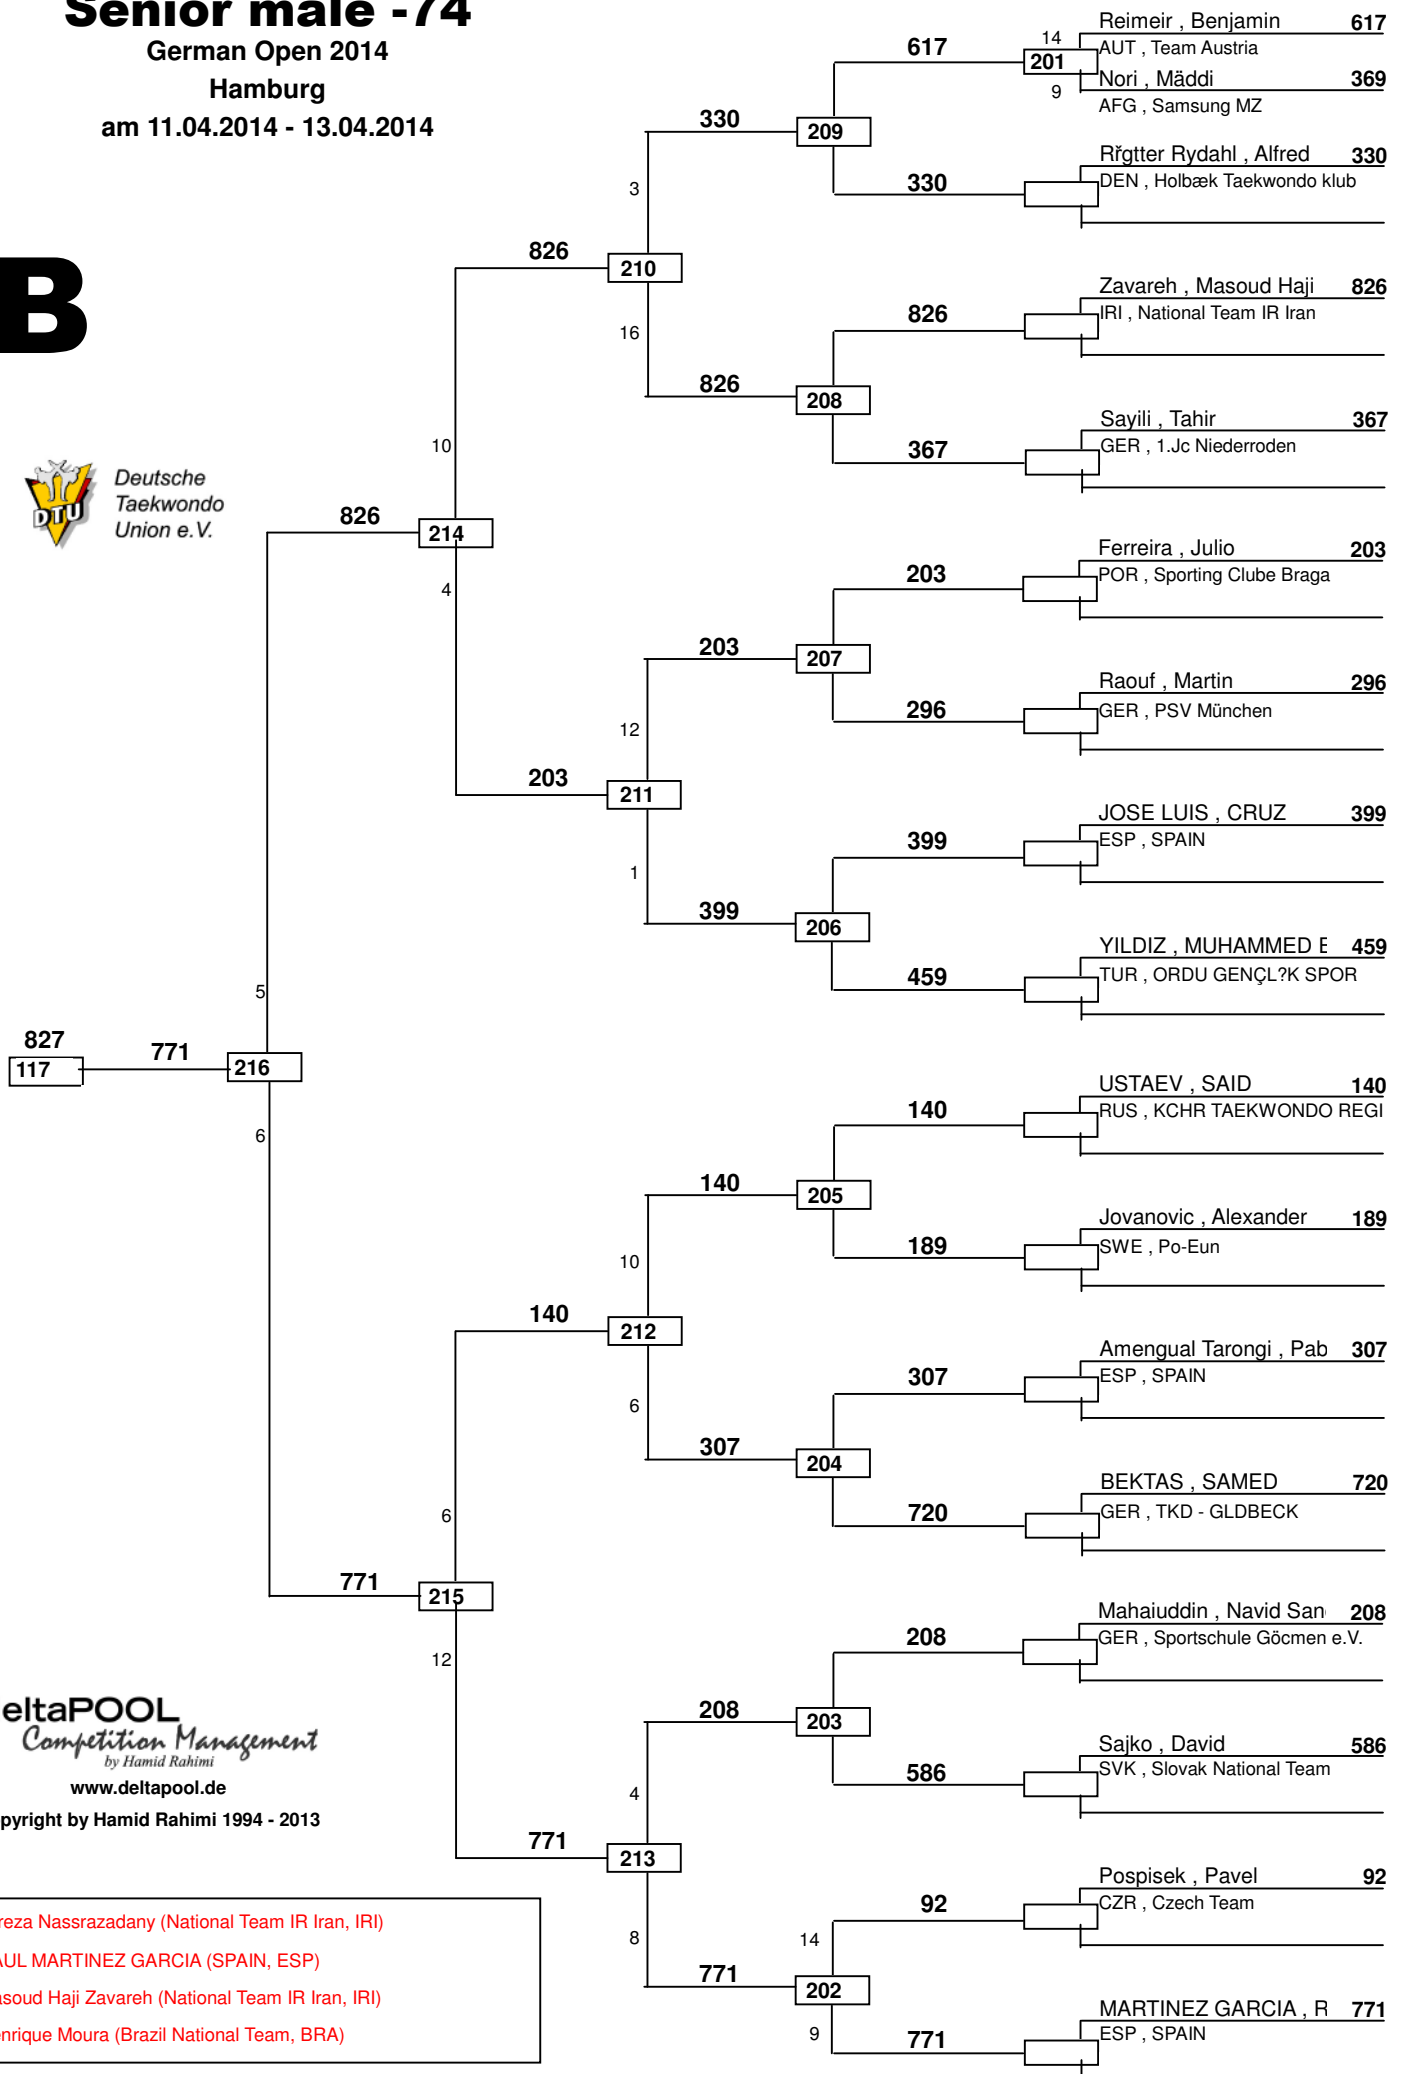 Senior male -74
German Open 2014
Hamburg
am 11.04.2014 - 13.04.2014
B
DTU
Deutsche
Taekwondo
Union e.V.
Reimeir , Benjamin 617
AUT , Team Austria
Nori , Mäddi 369
AFG , Samsung MZ
Rřgtter Rydahl , Alfred 330
DEN , Holbæk Taekwondo klub
Zavareh , Masoud Haji 826
IRI , National Team IR Iran
Sayili , Tahir 367
GER , 1.Jc Niederroden
Ferreira , Julio 203
POR , Sporting Clube Braga
Raouf , Martin 296
GER , PSV München
JOSE LUIS , CRUZ 399
ESP , SPAIN
YILDIZ , MUHAMMED E 459
TUR , ORDU GENÇL?K SPOR
USTAEV , SAID 140
RUS , KCHR TAEKWONDO REGI
Jovanovic , Alexander 189
SWE , Po-Eun
Amengual Tarongi , Pab 307
ESP , SPAIN
BEKTAS , SAMED 720
GER , TKD - GLDBECK
Mahaiuddin , Navid San 208
GER , Sportschule Göcmen e.V.
Sajko , David 586
SVK , Slovak National Team
Pospisek , Pavel 92
CZR , Czech Team
MARTINEZ GARCIA , R 771
ESP , SPAIN
14
201
9
617
330
826
367
203
296
399
459
140
189
307
720
208
586
92
771
209
208
207
206
205
204
203
14
202
9
330
826
203
399
140
307
208
771
3
210
16
12
211
1
10
212
6
4
213
8
826
203
140
771
10
214
4
6
215
12
826
771
5
216
6
771
827
117
eltaPOOL
Competition Management
by Hamid Rahimi
www.deltapool.de
pyright by Hamid Rahimi 1994 - 2013
reza Nassrazadany (National Team IR Iran, IRI)
AUL MARTINEZ GARCIA (SPAIN, ESP)
asoud Haji Zavareh (National Team IR Iran, IRI)
enrique Moura (Brazil National Team, BRA)